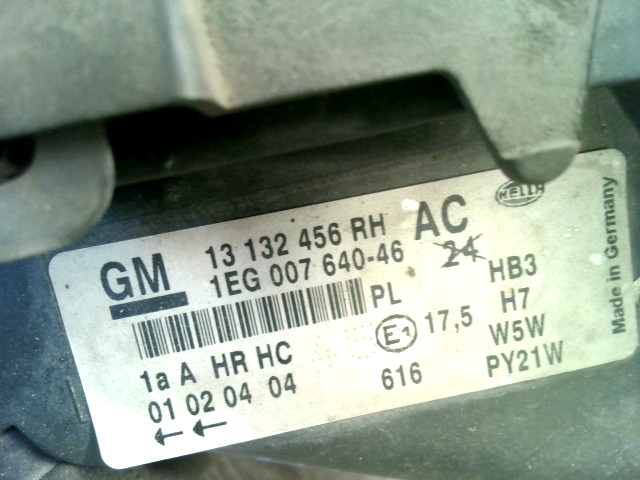 GM
13 132 456 RH AC
1EG 007 640-46 24
HELLA
PL
HB3
H7
W5W
PY21W
E1 17,5
1a A HR HC
01 02 04 04
616
Made in Germany